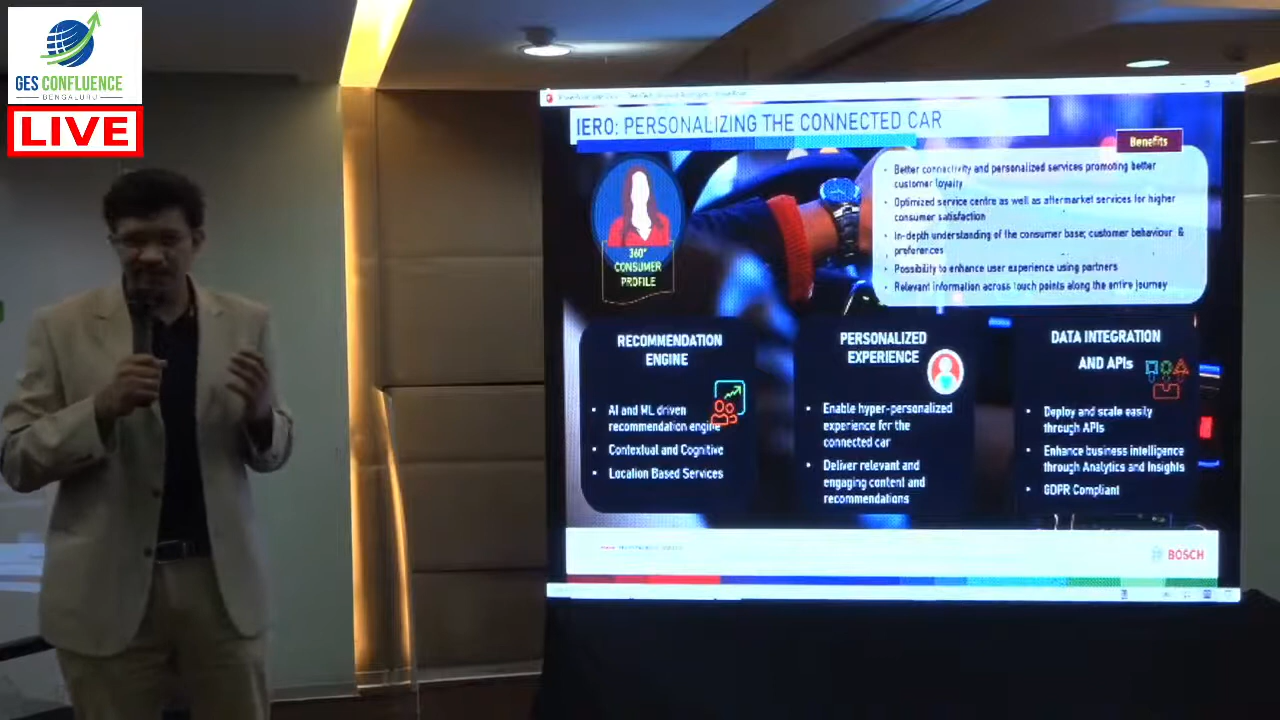 GES CONFLUENCE
BENGALURU
LIVE
IERO: PERSONALIZING THE CONNECTED CAR
Benefits
• Better connectivity and personalized services promoting better
customer loyalty
• Optimized service centre as well as aftermarket services for higher
consumer satisfaction
• In-depth understanding of the consumer base; customer behaviour &
preferences
• Possibility to enhance user experience using partners
• Relevant information across touch points along the entire journey
360°
CONSUMER
PROFILE
RECOMMENDATION
ENGINE
• AI and ML driven
recommendation engine
• Contextual and Cognitive
• Location Based Services
PERSONALIZED
EXPERIENCE
• Enable hyper-personalized
experience for the
connected car
• Deliver relevant and
engaging content and
recommendations
DATA INTEGRATION
AND APIs
• Deploy and scale easily
through APIs
• Enhance business intelligence
through Analytics and Insights
• GDPR Compliant
BOSCH